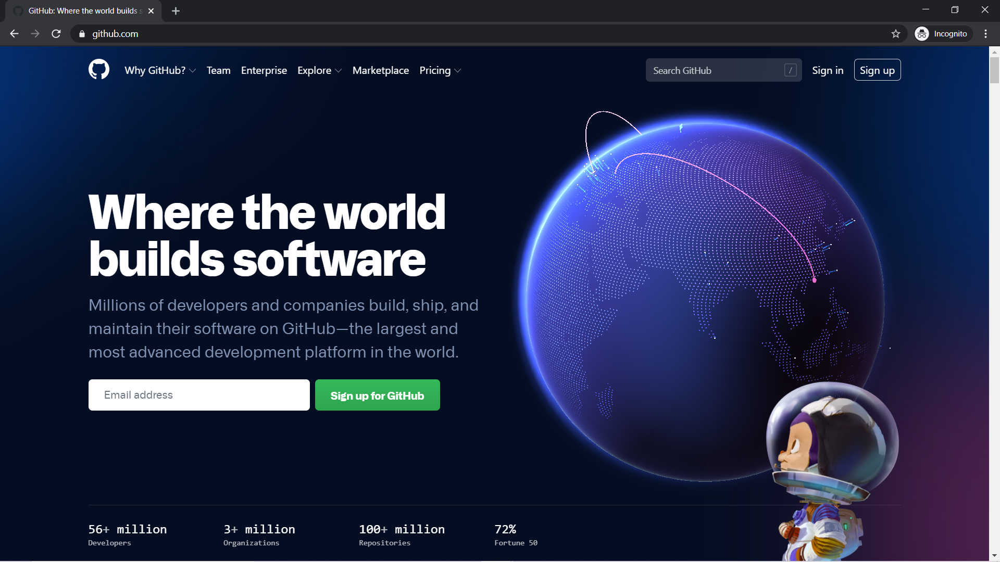 GitHub: Where the world builds s
github.com
Incognito
Why GitHub? Team Enterprise Explore Marketplace Pricing
Search GitHub /
Sign in
Sign up
Where the world
builds software
Millions of developers and companies build, ship, and
maintain their software on GitHub—the largest and
most advanced development platform in the world.
Email address
Sign up for GitHub
56+ million
Developers
3+ million
Organizations
100+ million
Repositories
72%
Fortune 50